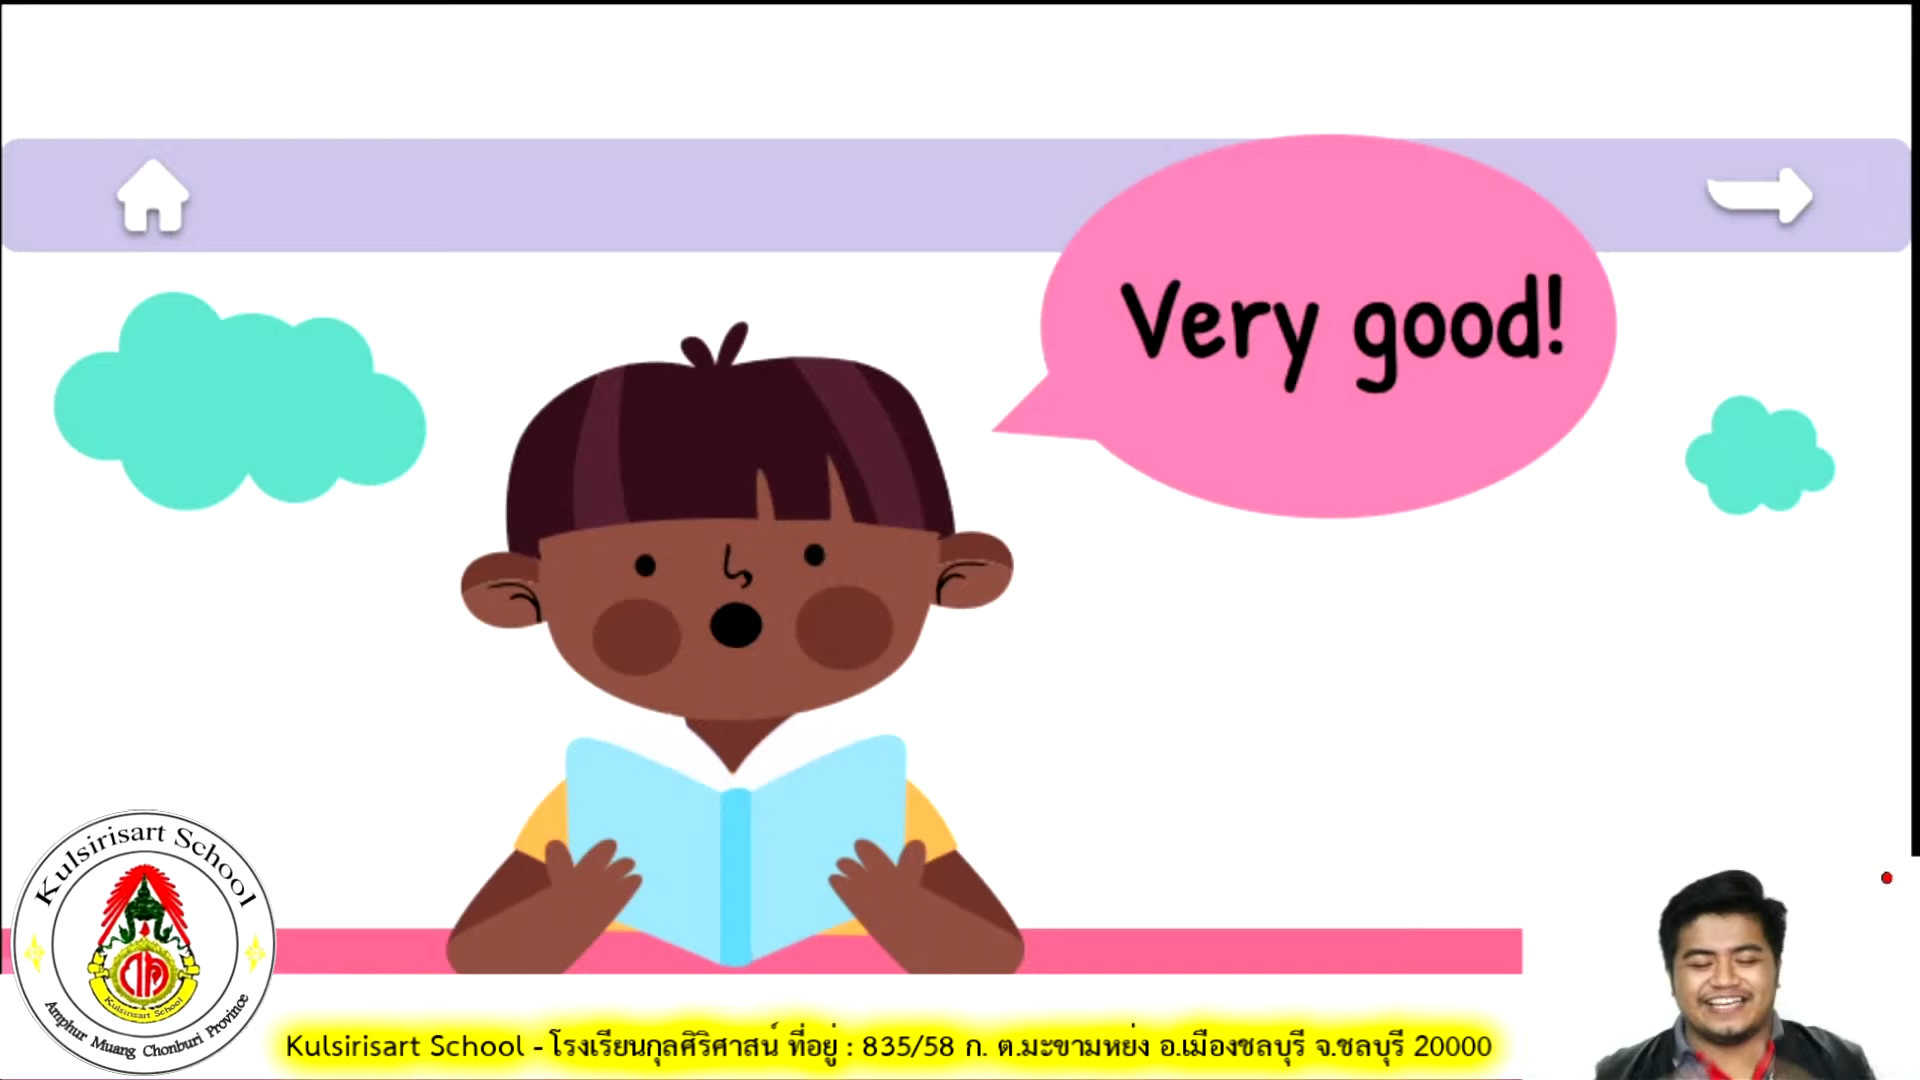 Very good!
Kulsirisart School
Kulsirisart School
Amphur Muang Chonburi Province
Kulsirisart School - โรงเรียนกุลศิริศาสน์ ที่อยู่ : 835/58 ก. ต.มะขามหย่ง อ.เมืองชลบุรี จ.ชลบุรี 20000